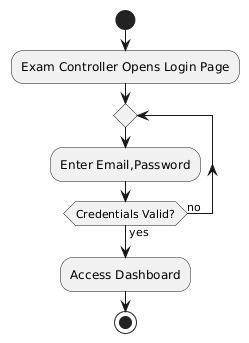 Exam Controller Opens Login Page
Enter Email,Password
Credentials Valid?
no
yes
Access Dashboard